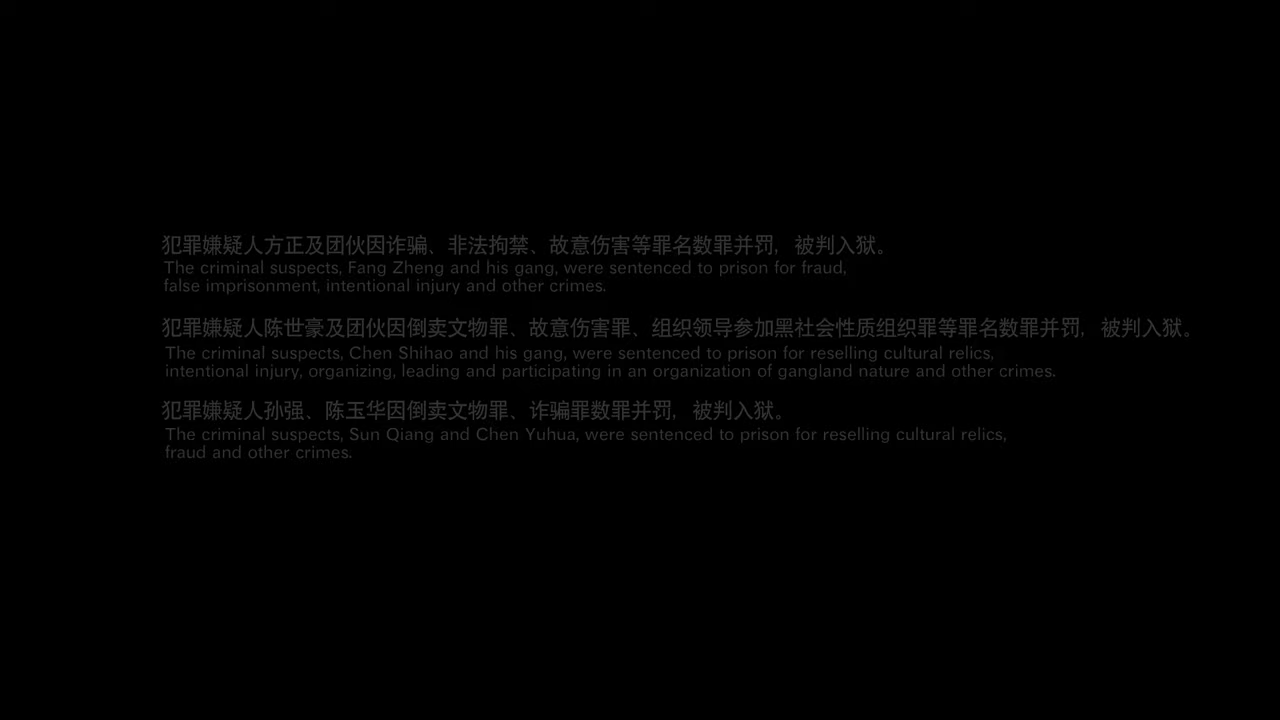 犯罪嫌疑人方正及团伙因诈骗、非法拘禁、故意伤害等罪名数罪并罚，被判入狱。
The criminal suspects, Fang Zheng and his gang, were sentenced to prison for fraud,
false imprisonment, intentional injury and other crimes.
犯罪嫌疑人陈世豪及团伙因倒卖文物罪、故意伤害罪、组织领导参加黑社会性质组织罪等罪名数罪并罚，被判入狱。
The criminal suspects, Chen Shihao and his gang, were sentenced to prison for reselling cultural relics,
intentional injury, organizing, leading and participating in an organization of gangland nature and other crimes.
犯罪嫌疑人孙强、陈玉华因倒卖文物罪、诈骗罪数罪并罚，被判入狱。
The criminal suspects, Sun Qiang and Chen Yuhua, were sentenced to prison for reselling cultural relics,
fraud and other crimes.